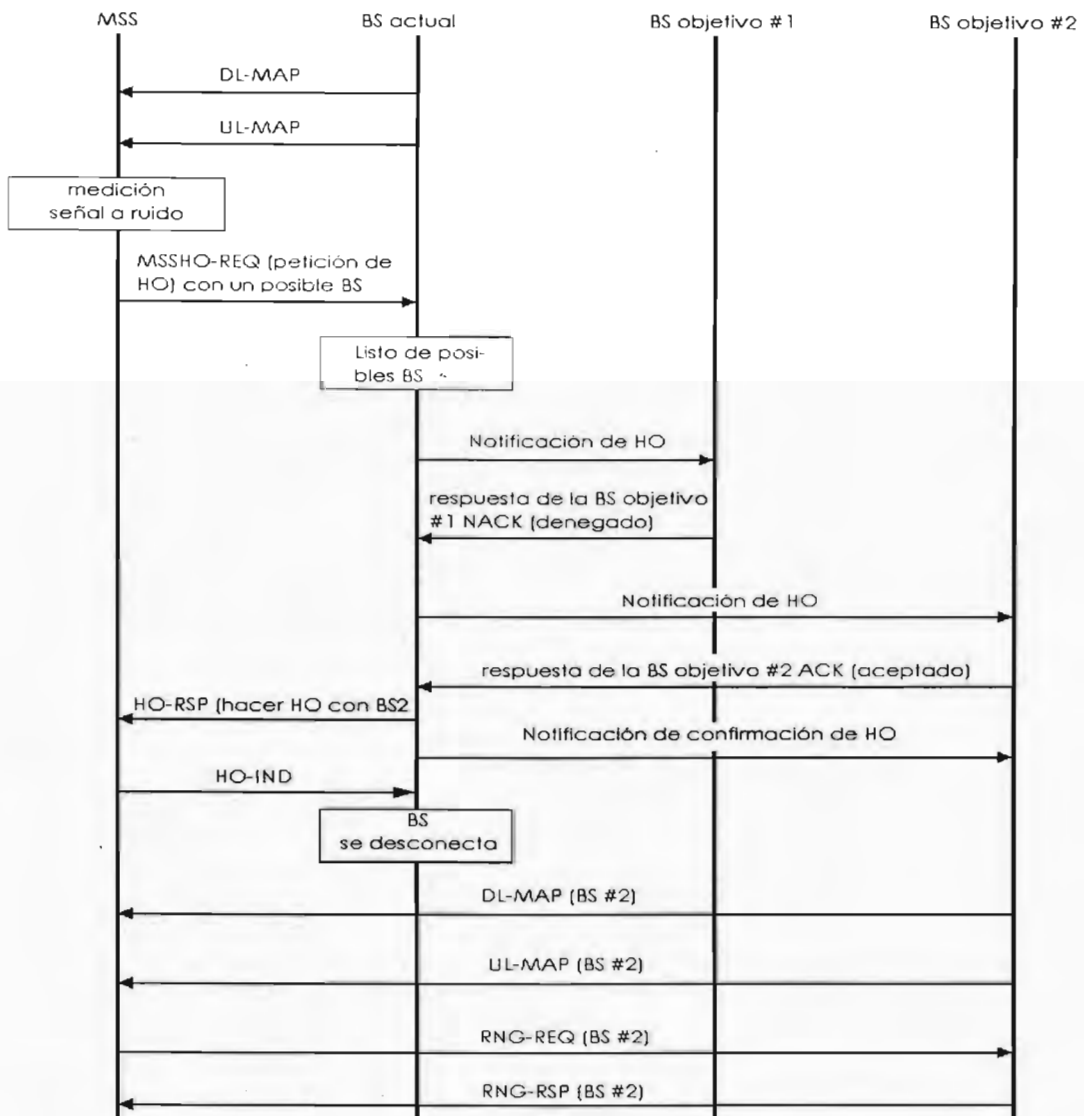 MSS
BS actual
BS objetivo #1
BS objetivo #2
DL-MAP
UL-MAP
medición
señal a ruido
MSSHO-REQ (petición de
HO) con un posible BS
Listo de posi-
bles BS
Notificación de HO
respuesta de la BS objetivo
#1 NACK (denegado)
Notificación de HO
respuesta de la BS objetivo #2 ACK (aceptado)
HO-RSP (hacer HO con BS2
Notificación de confirmación de HO
HO-IND
BS
se desconecta
DL-MAP (BS #2)
UL-MAP (BS #2)
RNG-REQ (BS #2)
RNG-RSP (BS #2)